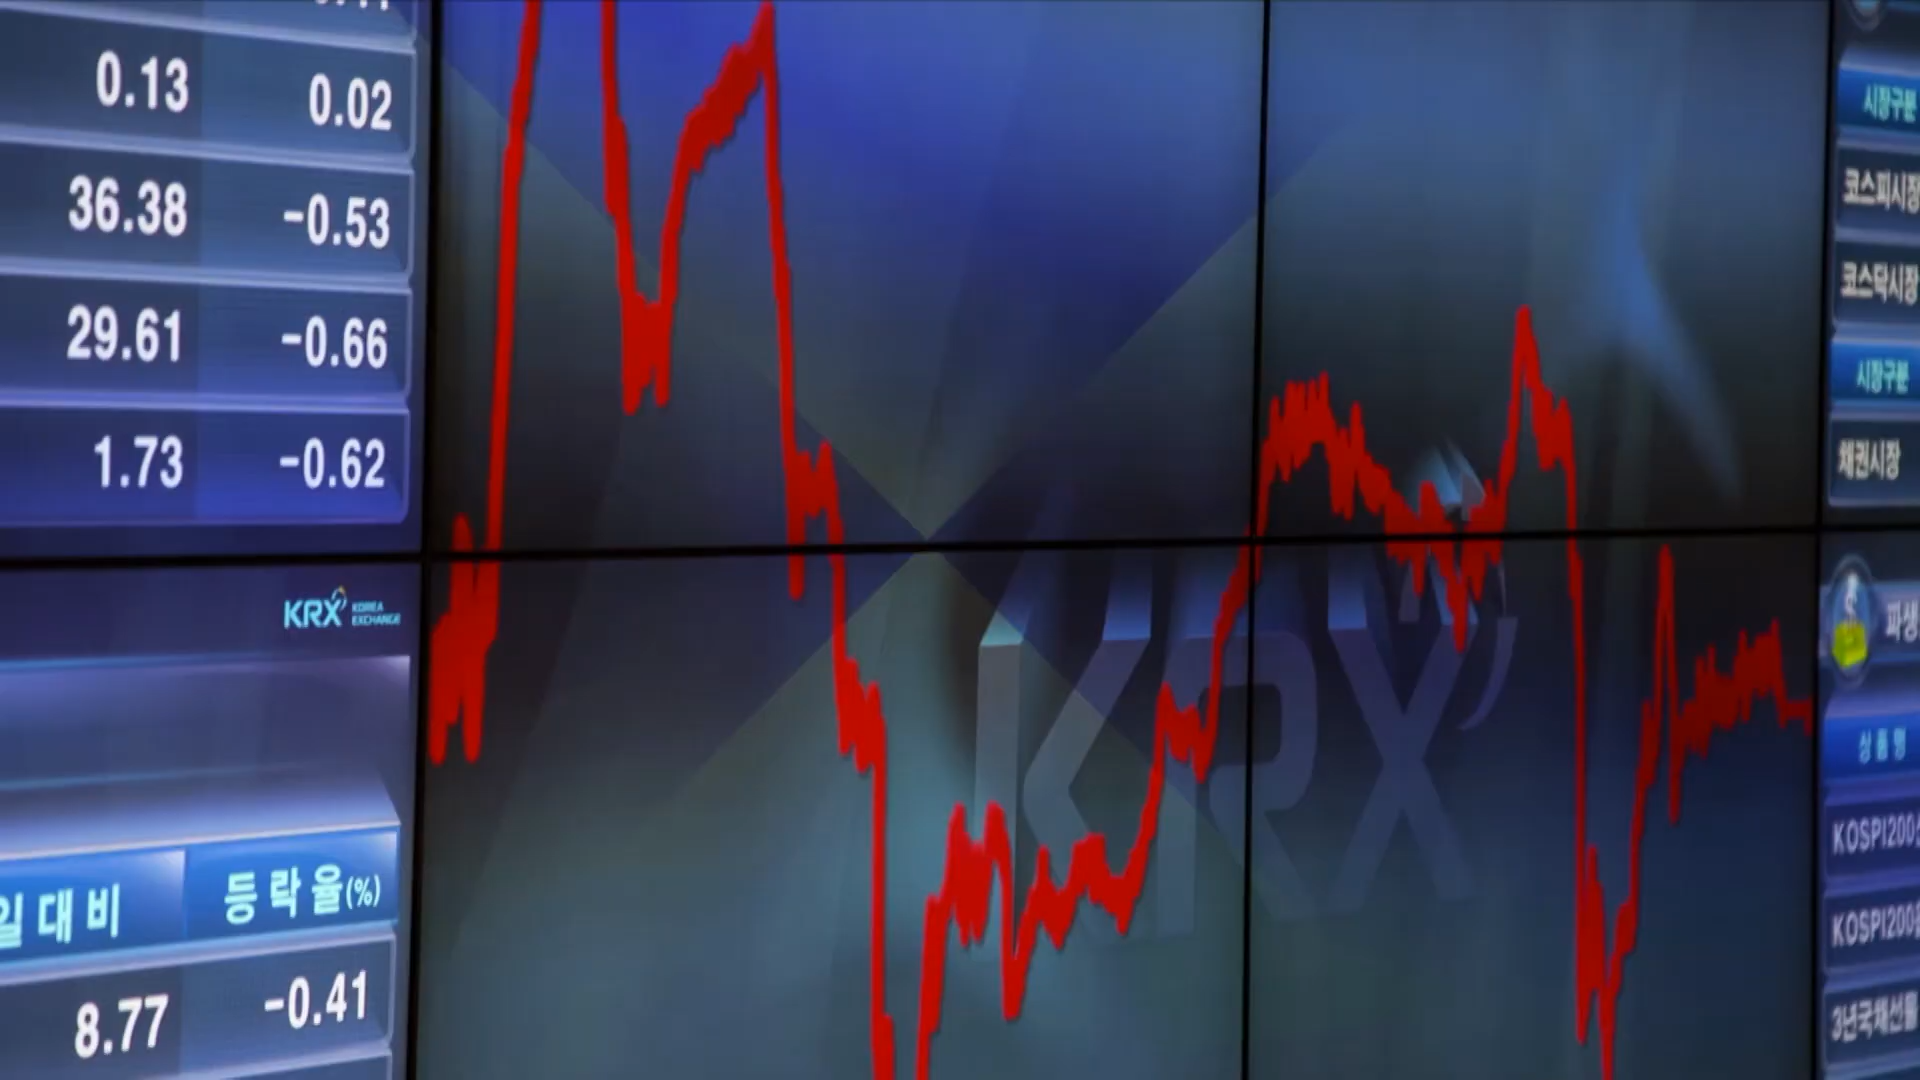 0.13 0.02
36.38 -0.53
29.61 -0.66
1.73 -0.62
KRX KOREA EXCHANGE
일대비 등락율(%)
8.77 -0.41
KRX
시장구분
코스피시장
코스닥시장
시장구분
채권시장
파생
상품명
KOSPI200
KOSPI200
3년국채선물